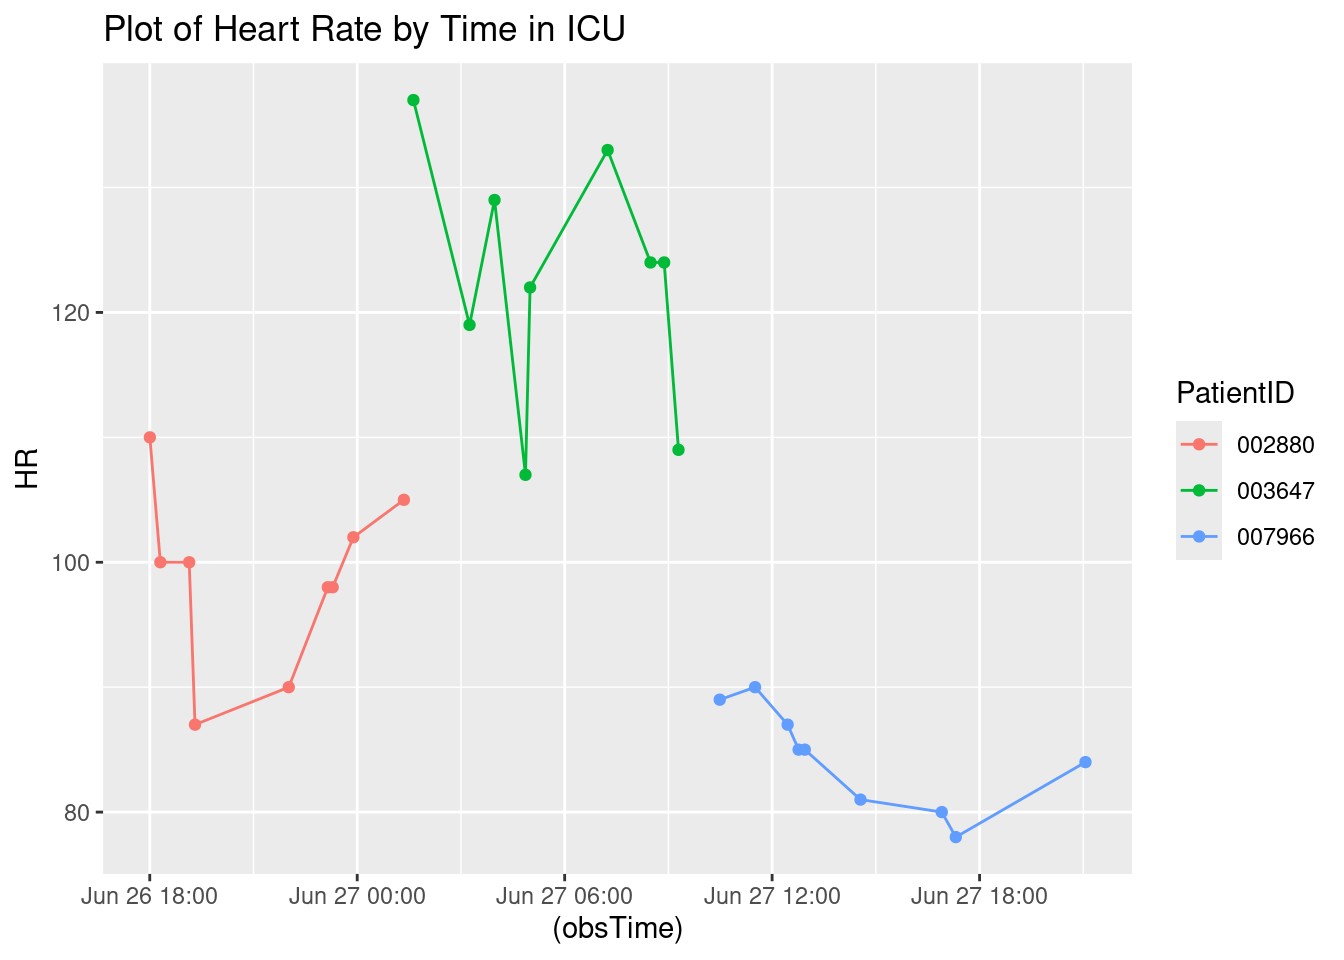 Plot of Heart Rate by Time in ICU
HR
120
100
80
Jun 26 18:00
Jun 27 00:00
Jun 27 06:00
Jun 27 12:00
Jun 27 18:00
(obsTime)
PatientID
002880
003647
007966